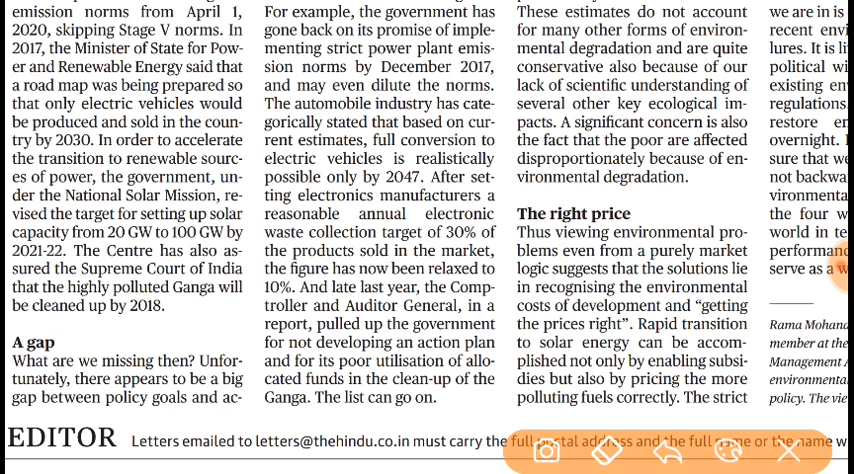 emission norms from April 1,
2020, skipping Stage V norms. In
2017, the Minister of State for Pow-
er and Renewable Energy said that
a road map was being prepared so
that only electric vehicles would
be produced and sold in the coun-
try by 2030. In order to accelerate
the transition to renewable sourc-
es of power, the government, un-
der the National Solar Mission, re-
vised the target for setting up solar
capacity from 20 GW to 100 GW by
2021-22. The Centre has also as-
sured the Supreme Court of India
that the highly polluted Ganga will
be cleaned up by 2018.
A gap
What are we missing then? Unfor-
tunately, there appears to be a big
gap between policy goals and ac-
For example, the government has
gone back on its promise of imple-
menting strict power plant emis-
sion norms by December 2017,
and may even dilute the norms.
The automobile industry has cate-
gorically stated that based on cur-
rent estimates, full conversion to
electric vehicles is realistically
possible only by 2047. After set-
ting electronics manufacturers a
reasonable annual electronic
waste collection target of 30% of
the products sold in the market,
the figure has now been relaxed to
10%. And late last year, the Comp-
troller and Auditor General, in a
report, pulled up the government
for not developing an action plan
and for its poor utilisation of allo-
cated funds in the clean-up of the
Ganga. The list can go on.
These estimates do not account
for many other forms of environ-
mental degradation and are quite
conservative also because of our
lack of scientific understanding of
several other key ecological im-
pacts. A significant concern is also
the fact that the poor are affected
disproportionately because of en-
vironmental degradation.
The right price
Thus viewing environmental pro-
blems even from a purely market
logic suggests that the solutions lie
in recognising the environmental
costs of development and “getting
the prices right”. Rapid transition
to solar energy can be accom-
plished not only by enabling subsi-
dies but also by pricing the more
polluting fuels correctly. The strict
we are in is
recent envi
lures. It is li
political wi
existing en
regulations.
restore er
overnight.
sure that we
not backwa
vironmenta
the four w
world in te
performanc
serve as a w
Rama Mohana
member at the
Management A
environmenta
policy. The vie
EDITOR Letters emailed to letters@thehindu.co.in must carry the full postal address and the full name or the name w